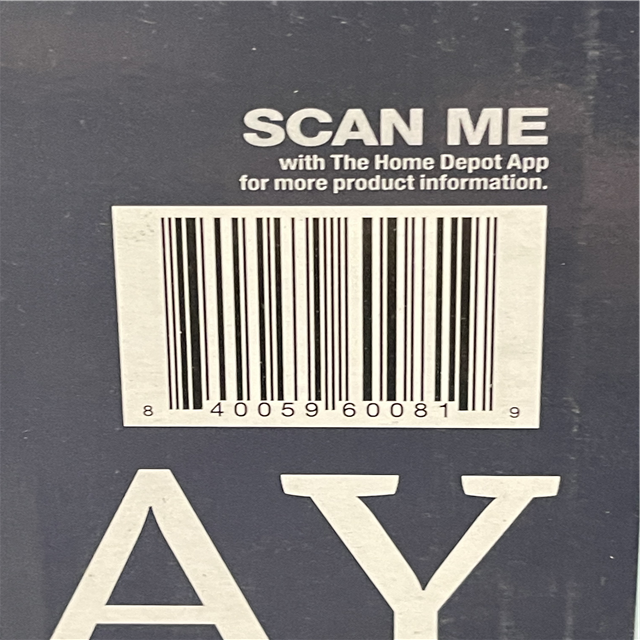 SCAN ME
with The Home Depot App
for more product information.
8 40059 60081 9
AY